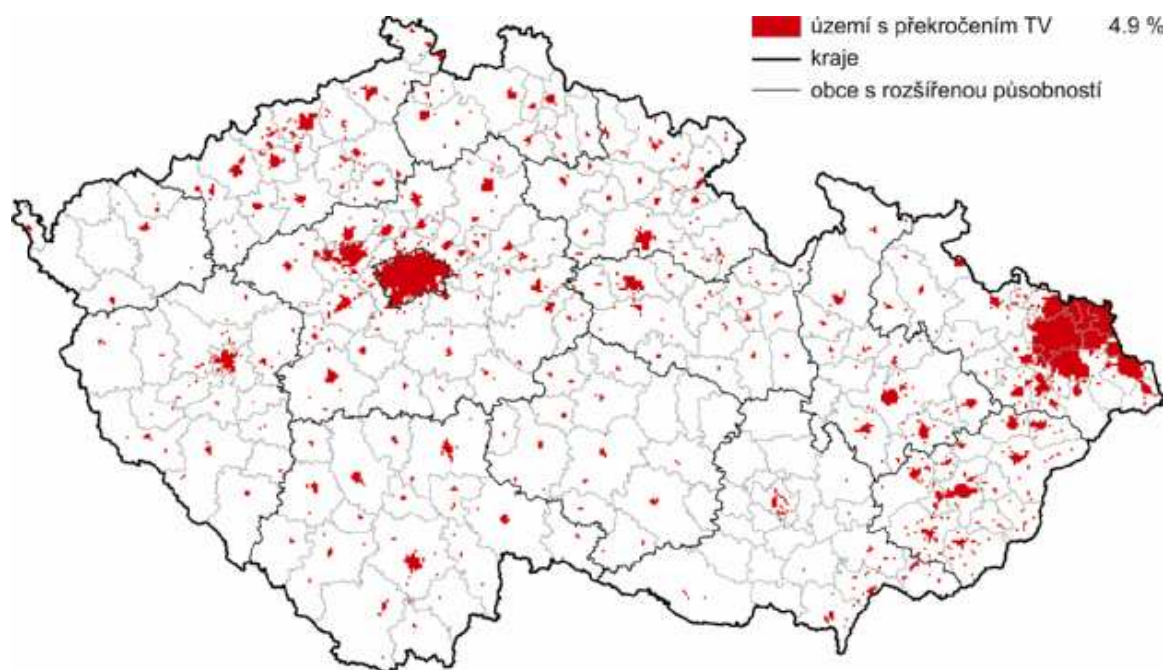 území s překročením TV 4.9 %
kraje
obce s rozšířenou působností